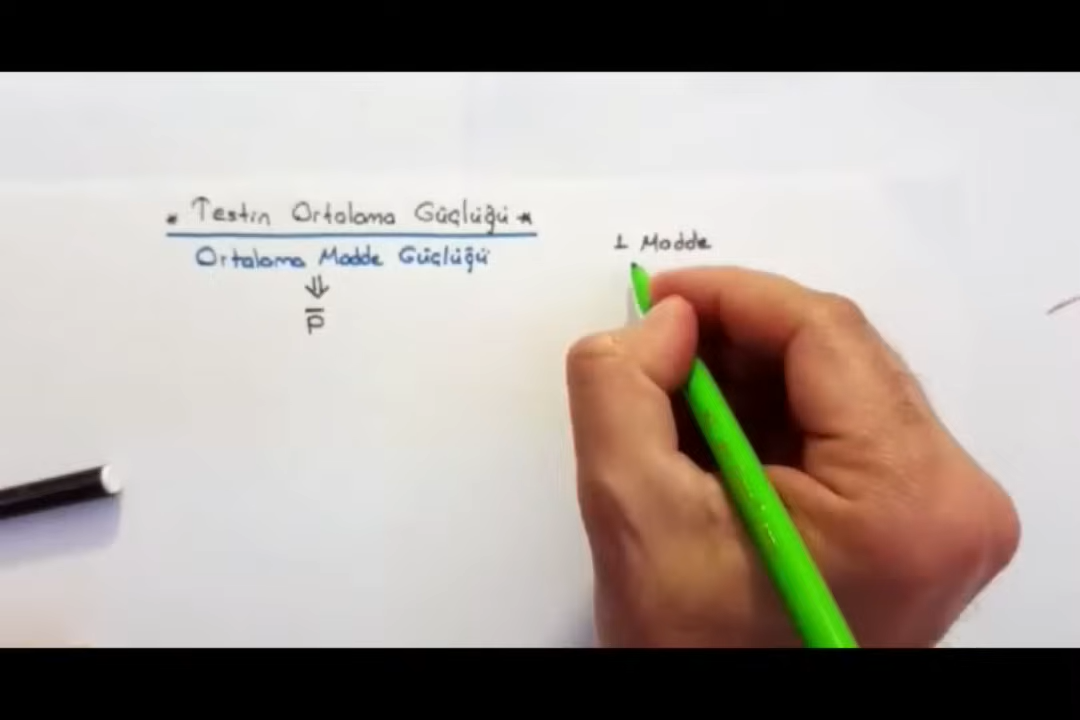 * Testin Ortalama Güçlüğü *
Ortalama Madde Güçlüğü
⇓
p̅
1 Madde